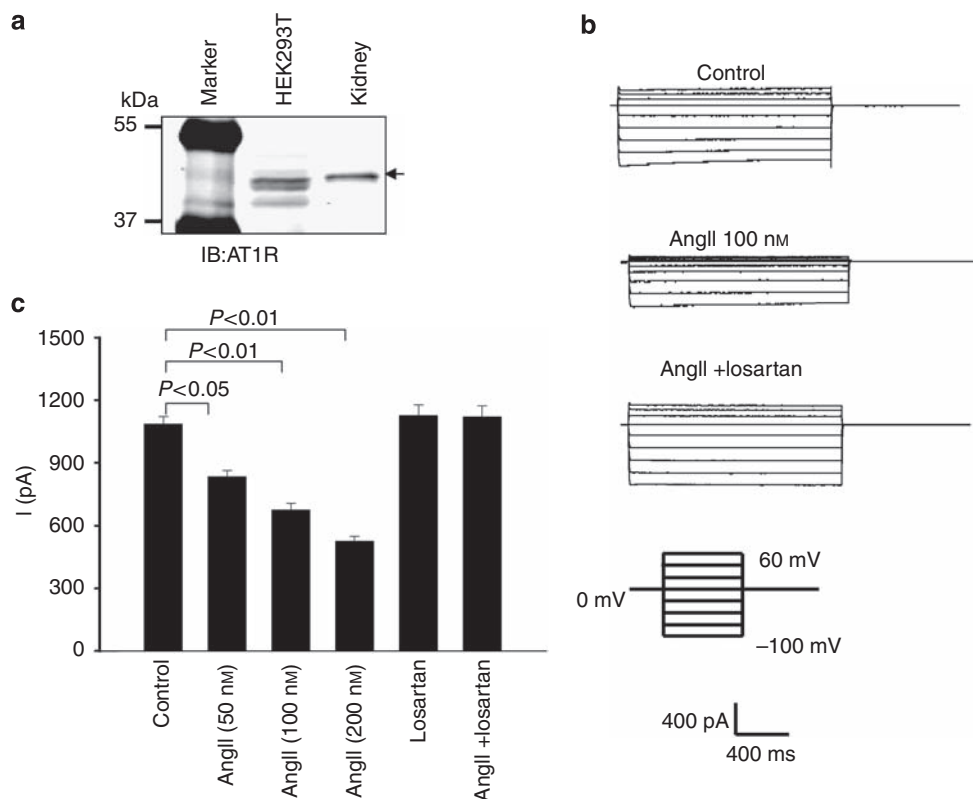 a
Marker
HEK293T
Kidney
kDa
55
37
IB:AT1R
b
Control
AngII 100 nM
AngII +losartan
60 mV
0 mV
–100 mV
400 pA
400 ms
c
P<0.01
P<0.01
P<0.05
1500
1200
900
600
300
0
I (pA)
Control
AngII (50 nM)
AngII (100 nM)
AngII (200 nM)
Losartan
AngII +losartan